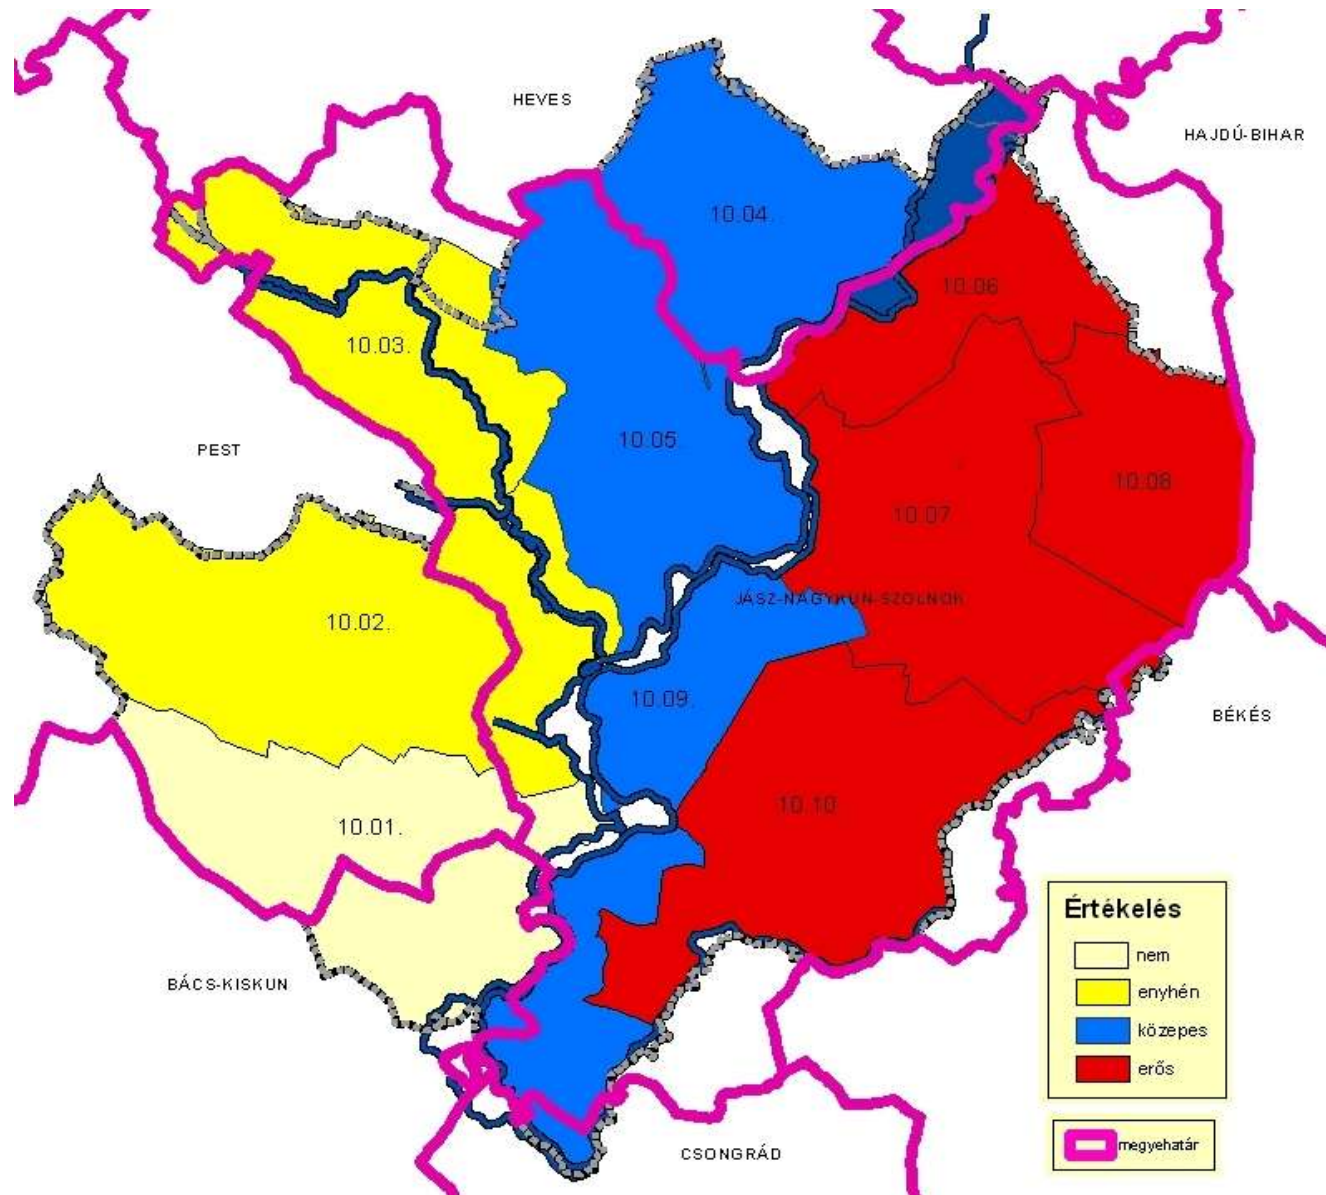 HEVES
HAJDÚ-BIHAR
10.04.
10.06
10.03.
10.05
PEST
10.08
10.07
JÁSZ-NAGYKUN-SZOLNOK
10.02.
10.09.
BÉKÉS
10.10
10.01.
BÁCS-KISKUN
CSONGRÁD
Értékelés
nem
enyhén
közepes
erős
megyehatár